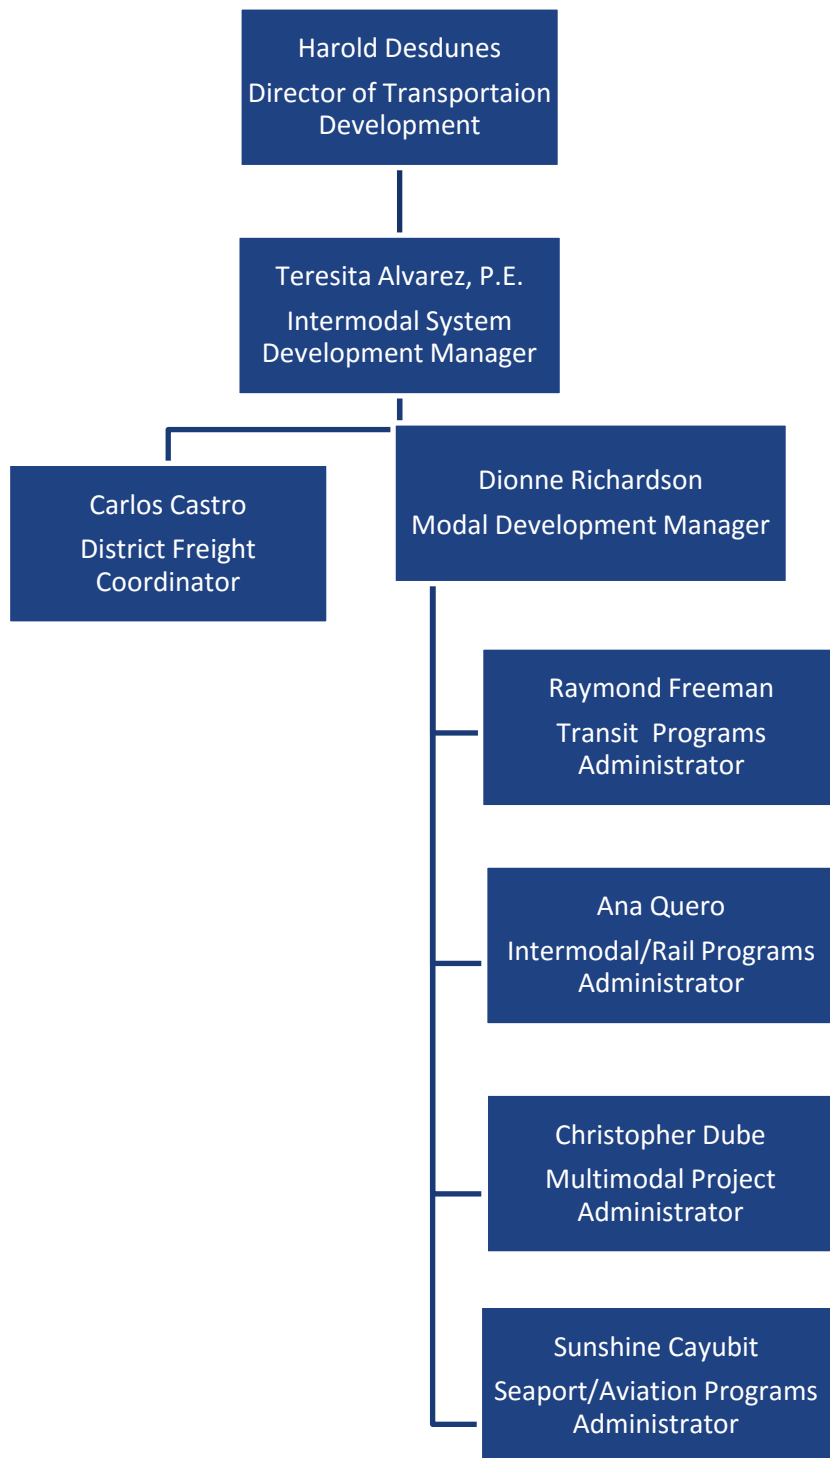 Harold Desdunes
Director of Transportaion
Development
Teresita Alvarez, P.E.
Intermodal System
Development Manager
Carlos Castro
District Freight
Coordinator
Dionne Richardson
Modal Development Manager
Raymond Freeman
Transit  Programs
Administrator
Ana Quero
Intermodal/Rail Programs
Administrator
Christopher Dube
Multimodal Project
Administrator
Sunshine Cayubit
Seaport/Aviation Programs
Administrator